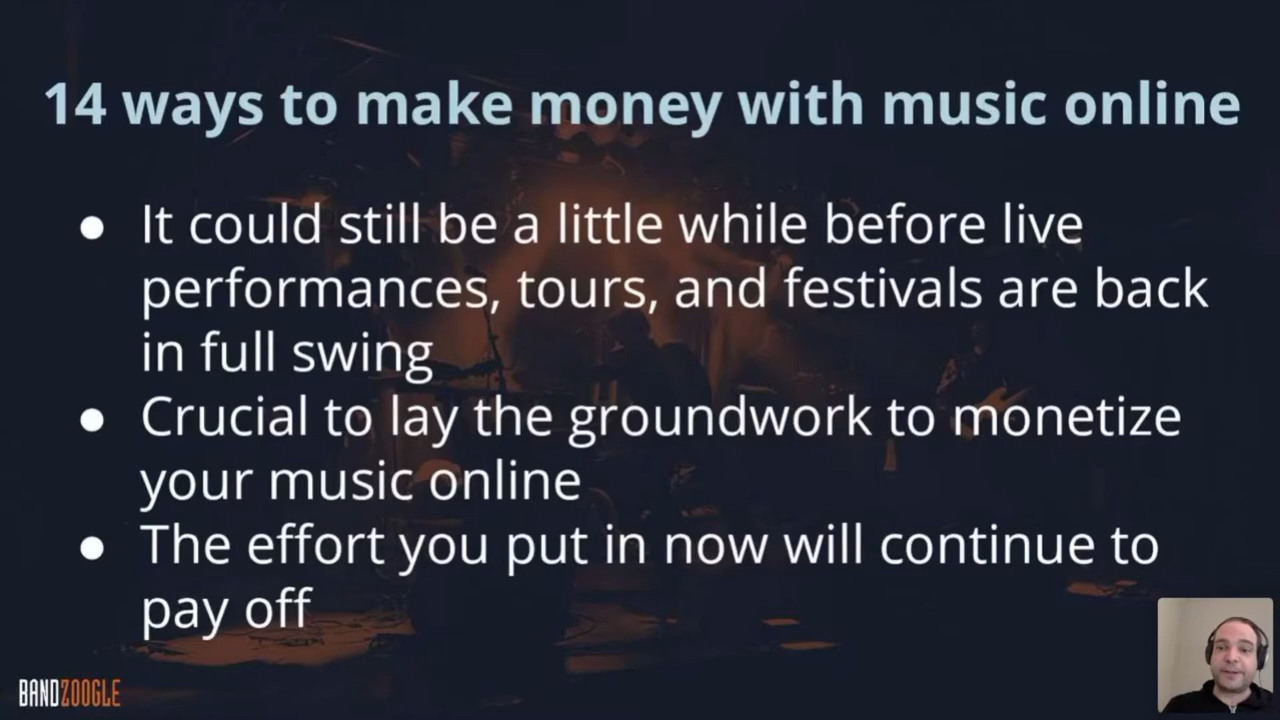 14 ways to make money with music online
● It could still be a little while before live
performances, tours, and festivals are back
in full swing
● Crucial to lay the groundwork to monetize
your music online
● The effort you put in now will continue to
pay off
BANDZOOGLE